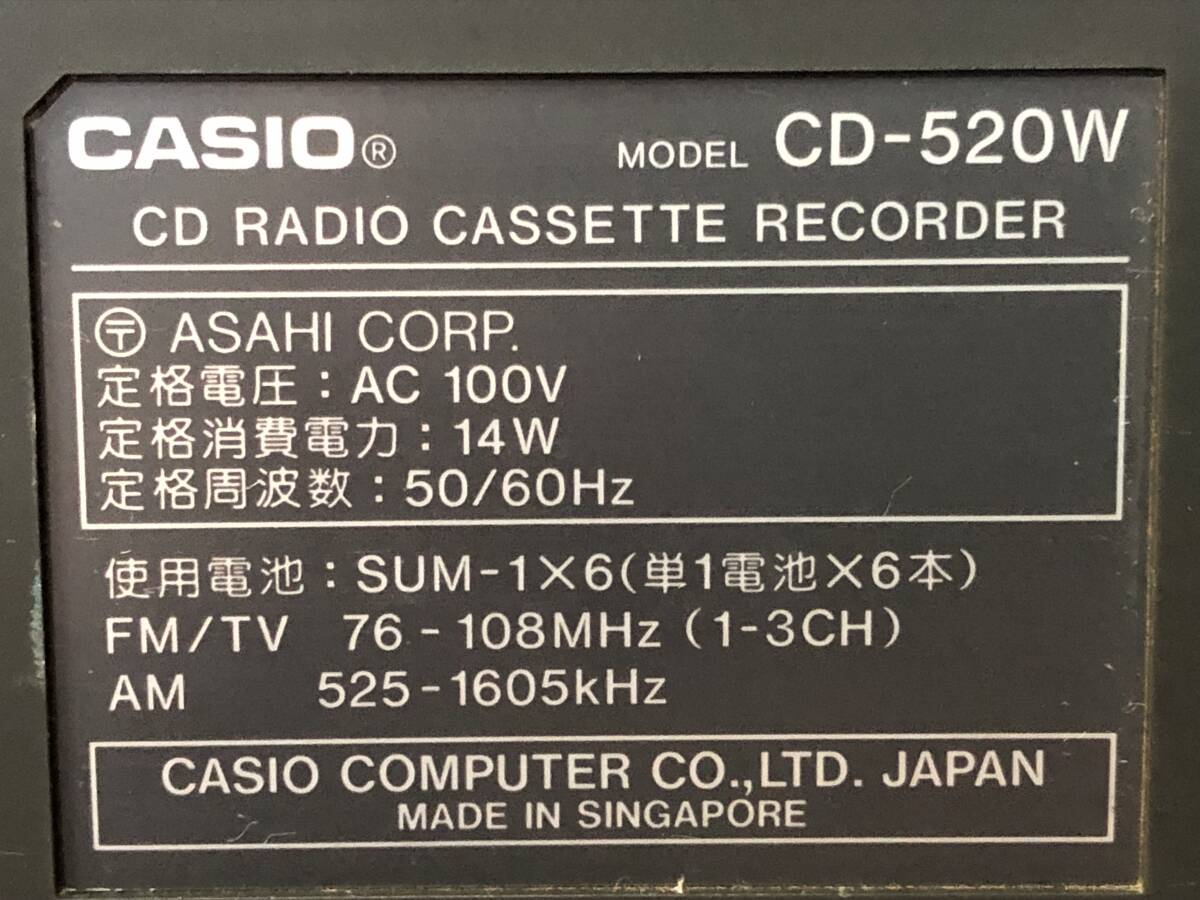 CASIO® MODEL CD-520W
CD RADIO CASSETTE RECORDER
〶 ASAHI CORP.
定格電圧:AC 100V
定格消費電力:14W
定格周波数:50/60Hz
使用電池:SUM-1×6(単1電池×6本)
FM/TV 76-108MHz (1-3CH)
AM 525-1605kHz
CASIO COMPUTER CO.,LTD. JAPAN
MADE IN SINGAPORE